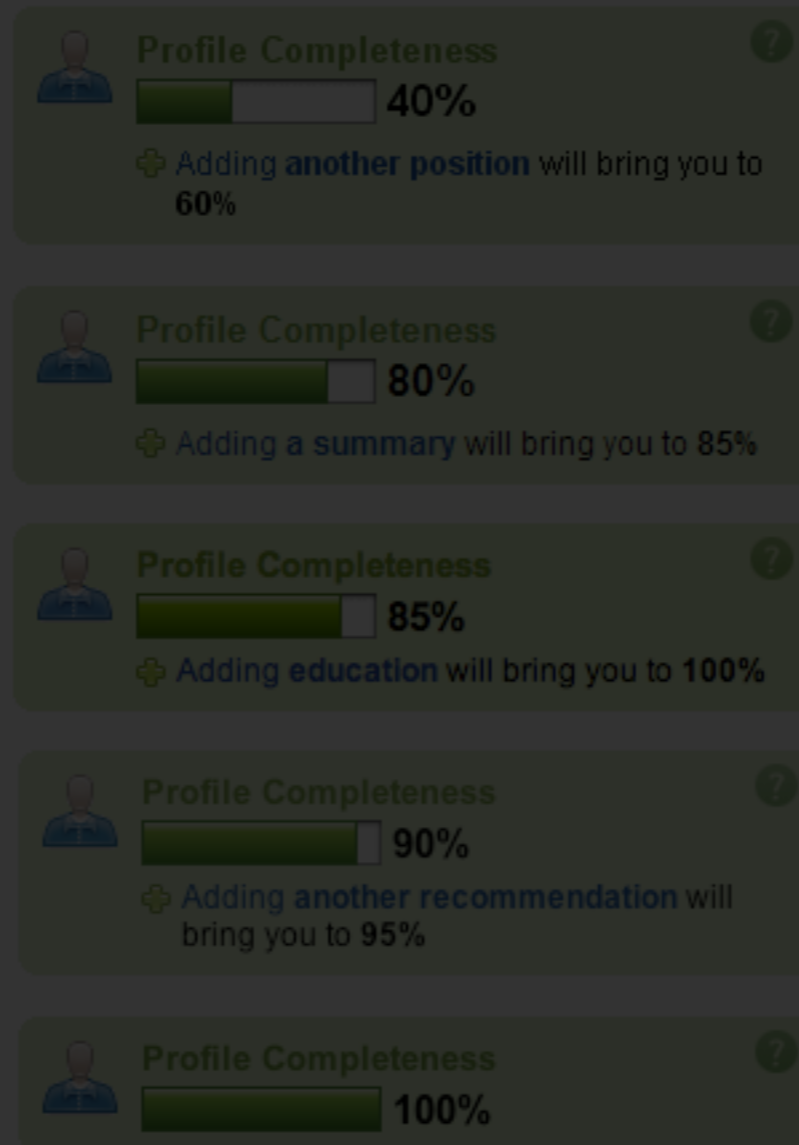 Profile Completeness ?
40%
Adding another position will bring you to
60%
Profile Completeness ?
80%
Adding a summary will bring you to 85%
Profile Completeness ?
85%
Adding education will bring you to 100%
Profile Completeness ?
90%
Adding another recommendation will
bring you to 95%
Profile Completeness ?
100%